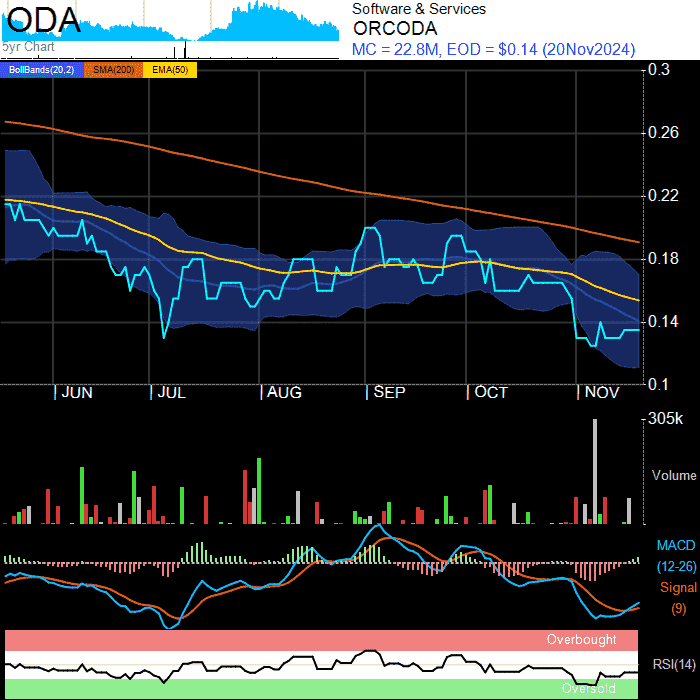 ODA
5yr Chart
Software & Services
ORCODA
MC = 22.8M, EOD = $0.14 (20Nov2024)
BollBands(20,2) SMA(200) EMA(50)
0.3
0.26
0.22
0.18
0.14
0.1
JUN JUL AUG SEP OCT NOV
305k
Volume
MACD
(12-26)
Signal
(9)
Overbought
RSI(14)
Oversold